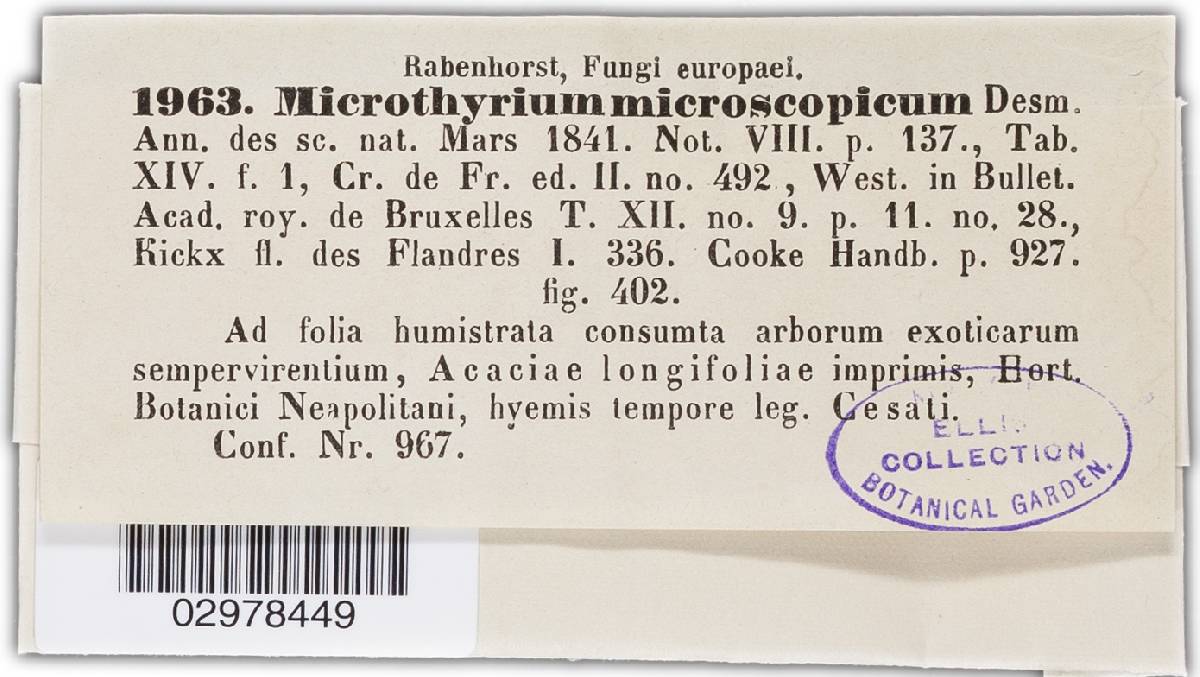 Rabenhorst, Fungi europaei.
1963. Microthyrium microscopicum Desm.
Ann. des sc. nat. Mars 1841. Not. VIII. p. 137., Tab.
XIV. f. 1, Cr. de Fr. ed. II. no. 492, West. in Bullet.
Acad. roy. de Bruxelles T. XII. no. 9. p. 11. no. 28.,
Kickx fl. des Flandres I. 336. Cooke Handb. p. 927.
fig. 402.
Ad folia humistrata consumta arborum exoticarum
sempervirentium, Acaciae longifoliae imprimis, Hort.
Botanici Neapolitani, hyemis tempore leg. Cesati.
Conf. Nr. 967.
ELLIS
COLLECTION
BOTANICAL GARDEN.
02978449